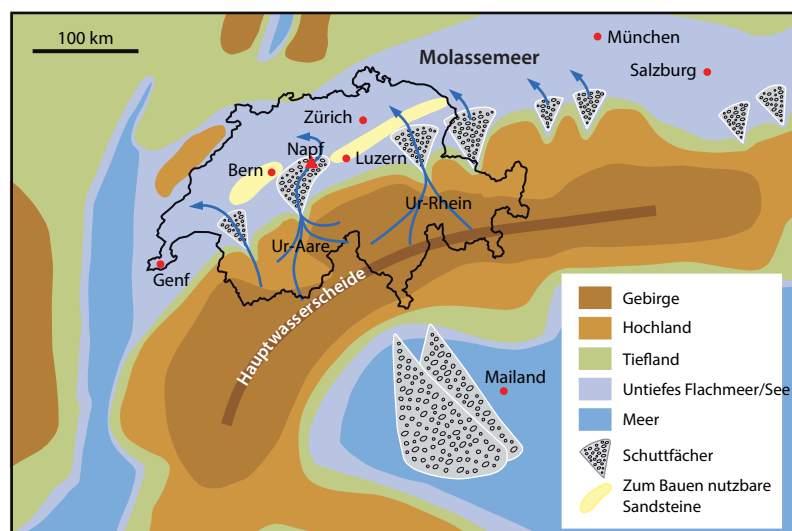 100 km
Molassemeer
München
Salzburg
Zürich
Napf
Bern
Luzern
Ur-Rhein
Ur-Aare
Genf
Hauptwasserscheide
Mailand
Gebirge
Hochland
Tiefland
Untiefes Flachmeer/See
Meer
Schuttfächer
Zum Bauen nutzbare
Sandsteine